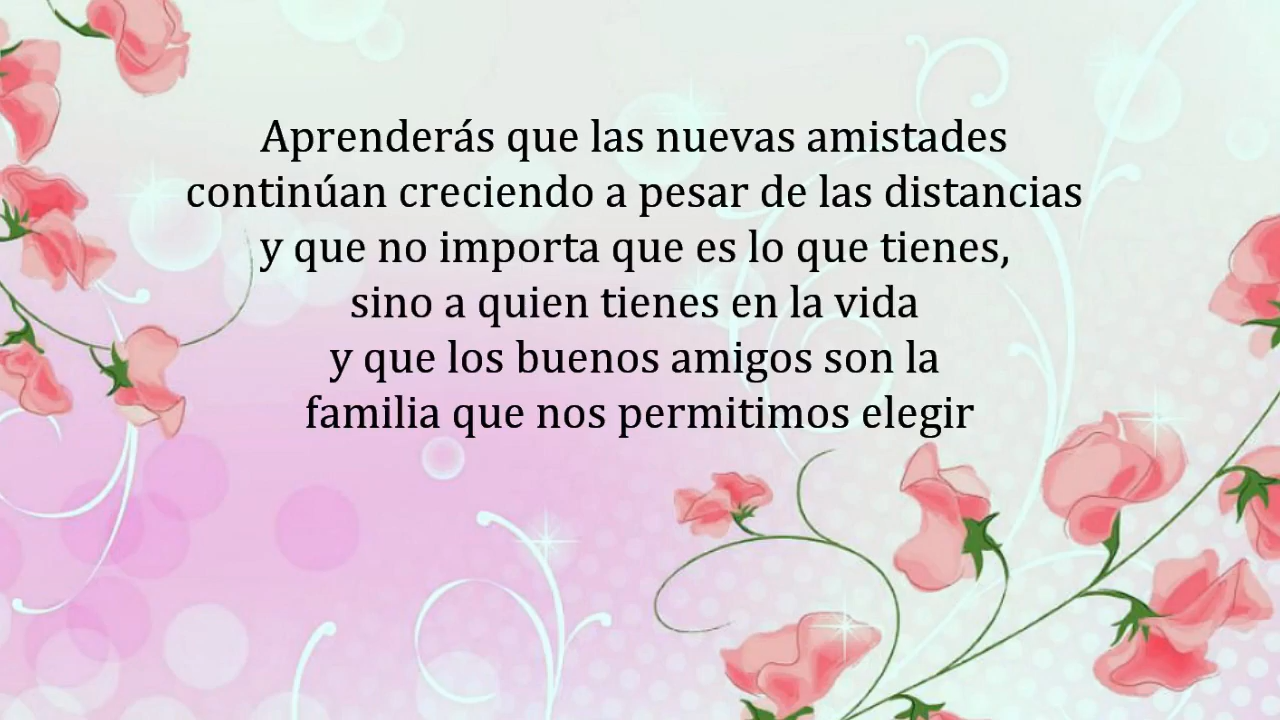 Aprenderás que las nuevas amistades
continúan creciendo a pesar de las distancias
y que no importa que es lo que tienes,
sino a quien tienes en la vida
y que los buenos amigos son la
familia que nos permitimos elegir